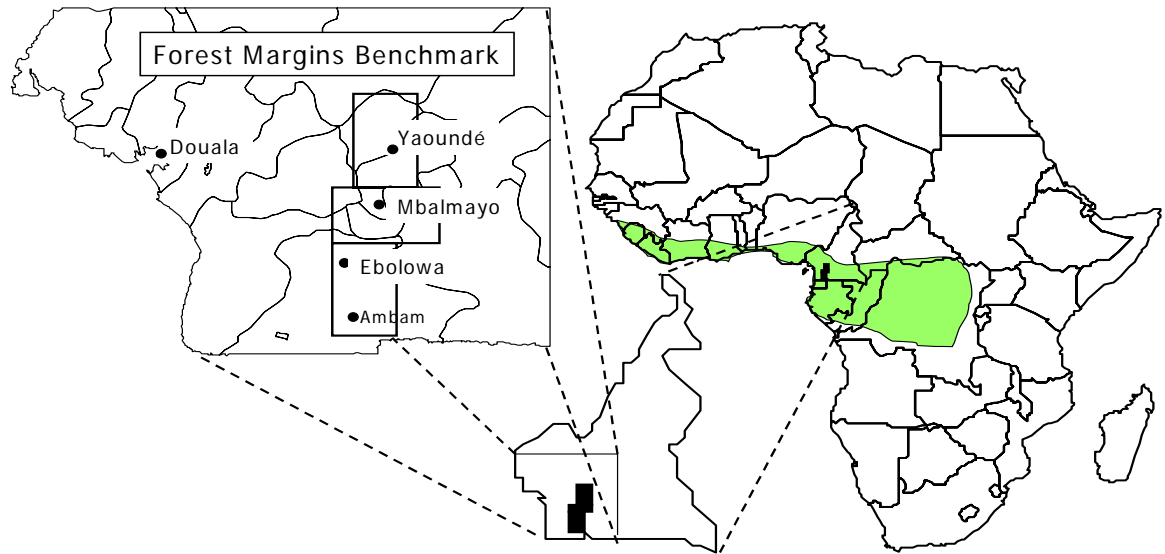 Forest Margins Benchmark
Douala
Yaoundé
Mbalmayo
Ebolowa
Ambam